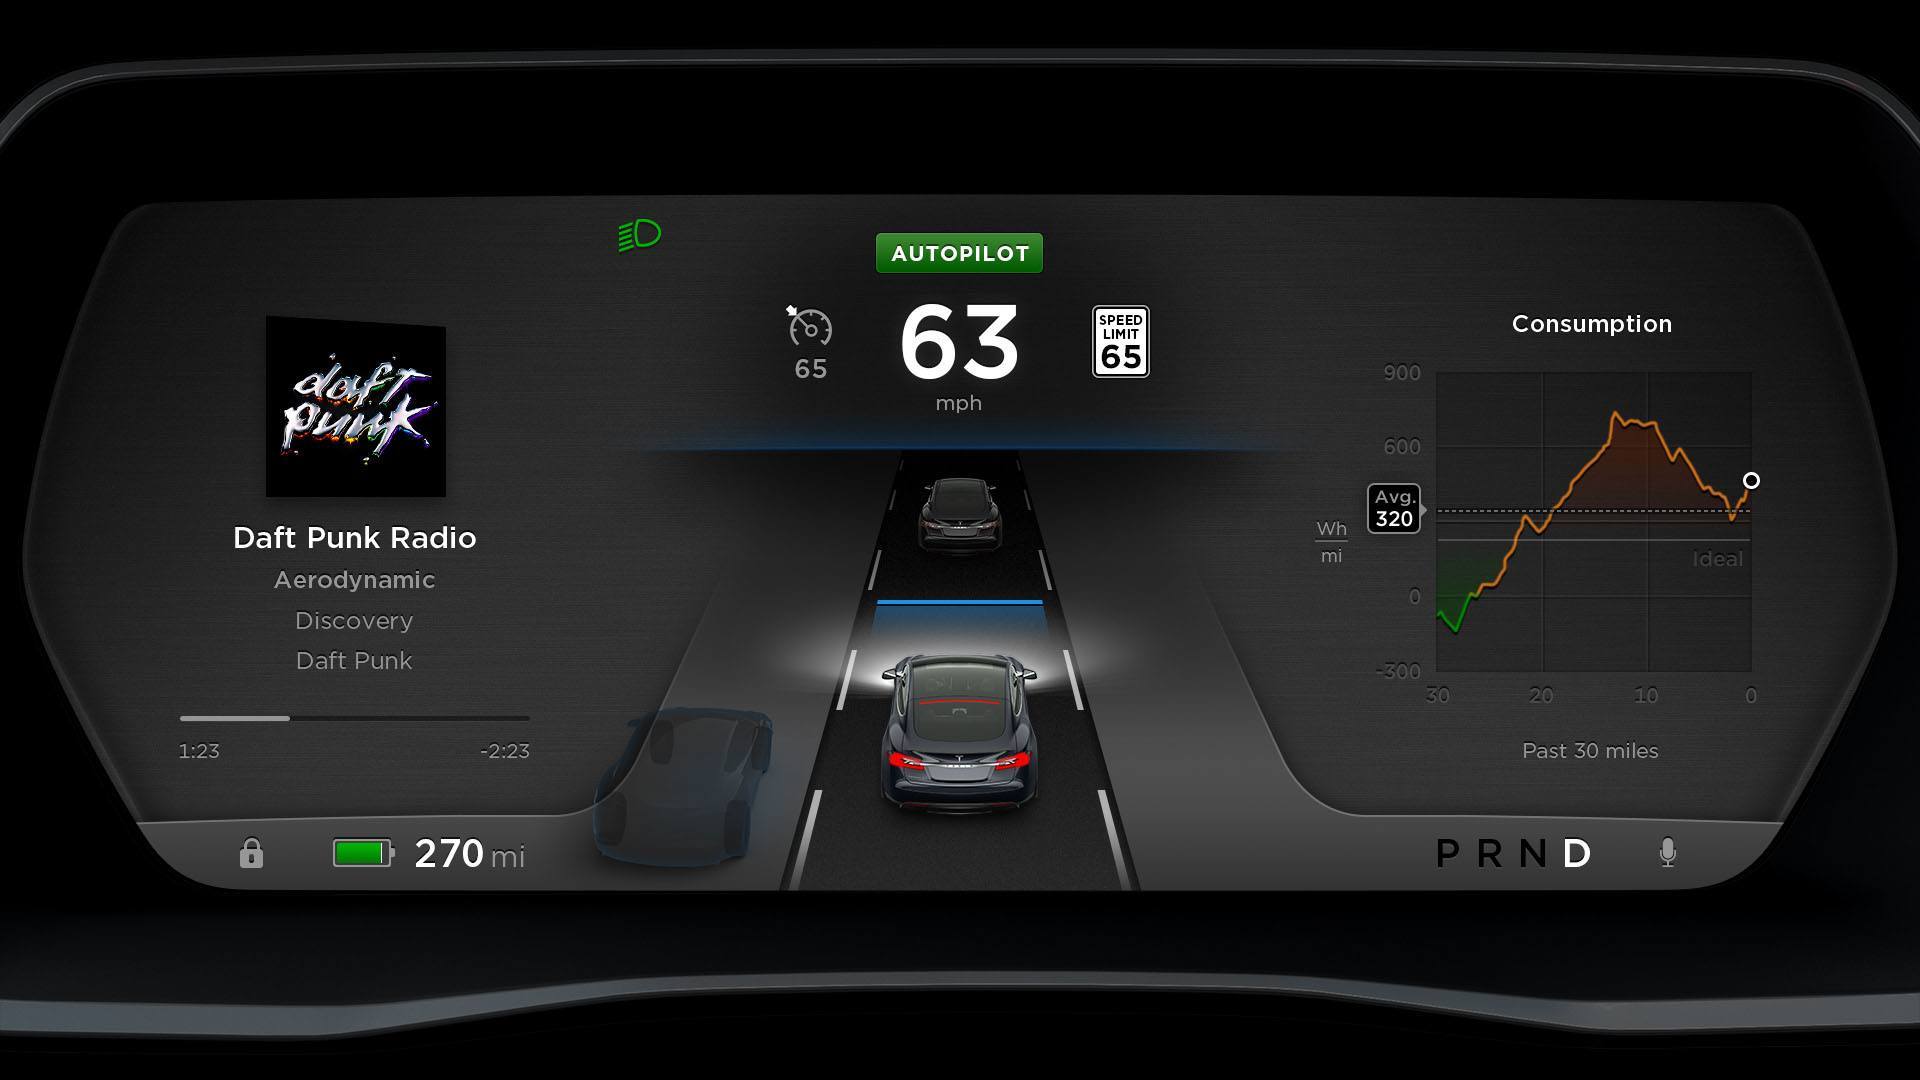 AUTOPILOT
65
63
mph
SPEED
LIMIT
65
daft
punk
Daft Punk Radio
Aerodynamic
Discovery
Daft Punk
1:23
-2:23
Consumption
900
600
0
-300
Avg.
320
Wh
mi
Ideal
30
20
10
0
Past 30 miles
270 mi
P R N D